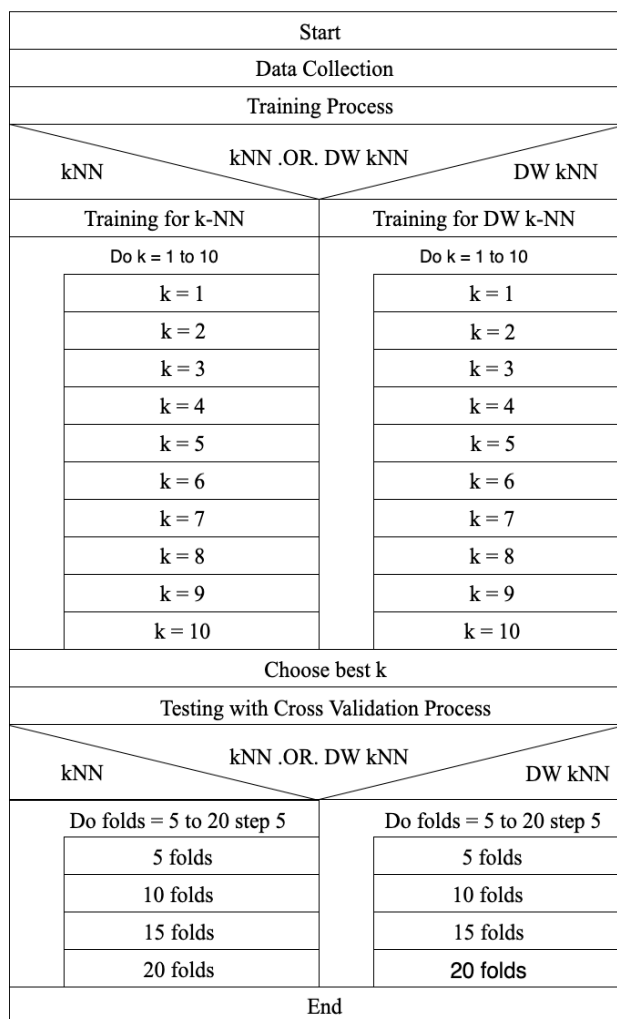 Start
Data Collection
Training Process
kNN .OR. DW kNN
kNN
DW kNN
Training for k-NN
Training for DW k-NN
Do k = 1 to 10
Do k = 1 to 10
k = 1
k = 1
k = 2
k = 2
k = 3
k = 3
k = 4
k = 4
k = 5
k = 5
k = 6
k = 6
k = 7
k = 7
k = 8
k = 8
k = 9
k = 9
k = 10
k = 10
Choose best k
Testing with Cross Validation Process
kNN .OR. DW kNN
kNN
DW kNN
Do folds = 5 to 20 step 5
Do folds = 5 to 20 step 5
5 folds
5 folds
10 folds
10 folds
15 folds
15 folds
20 folds
20 folds
End